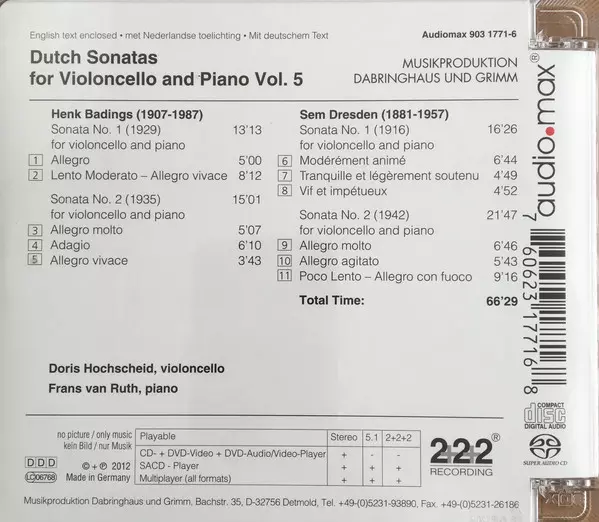 English text enclosed • met Nederlandse toelichting • Mit deutschem Text
Audiomax 903 1771-6
Dutch Sonatas
for Violoncello and Piano Vol. 5
MUSIKPRODUKTION
DABRINGHAUS UND GRIMM
Henk Badings (1907-1987)
Sonata No. 1 (1929) 13'13
for violoncello and piano
1 Allegro 5'00
2 Lento Moderato – Allegro vivace 8'12
Sonata No. 2 (1935) 15'01
for violoncello and piano
3 Allegro molto 5'07
4 Adagio 6'10
5 Allegro vivace 3'43
Sem Dresden (1881-1957)
Sonata No. 1 (1916) 16'26
for violoncello and piano
6 Modérément animé 6'44
7 Tranquille et légèrement soutenu 4'49
8 Vif et impétueux 4'52
Sonata No. 2 (1942) 21'47
for violoncello and piano
9 Allegro molto 6'46
10 Allegro agitato 5'43
11 Poco Lento – Allegro con fuoco 9'16
Total Time: 66'29
Doris Hochscheid, violoncello
Frans van Ruth, piano
audio.max®
7 60623 17716 8
no picture / only music
kein Bild / nur Musik
DDD
LC06768
© + ℗ 2012
Made in Germany
Playable Stereo 5.1 2+2+2
CD- + DVD-Video + DVD-Audio/Video-Player + - -
SACD - Player + + +
Multiplayer (all formats) + + +
222®
RECORDING
COMPACT
disc
DIGITAL AUDIO
SUPER AUDIO CD
Musikproduktion Dabringhaus und Grimm, Bachstr. 35, D-32756 Detmold, Tel. +49-(0)5231-93890, Fax: +49-(0)5231-26186